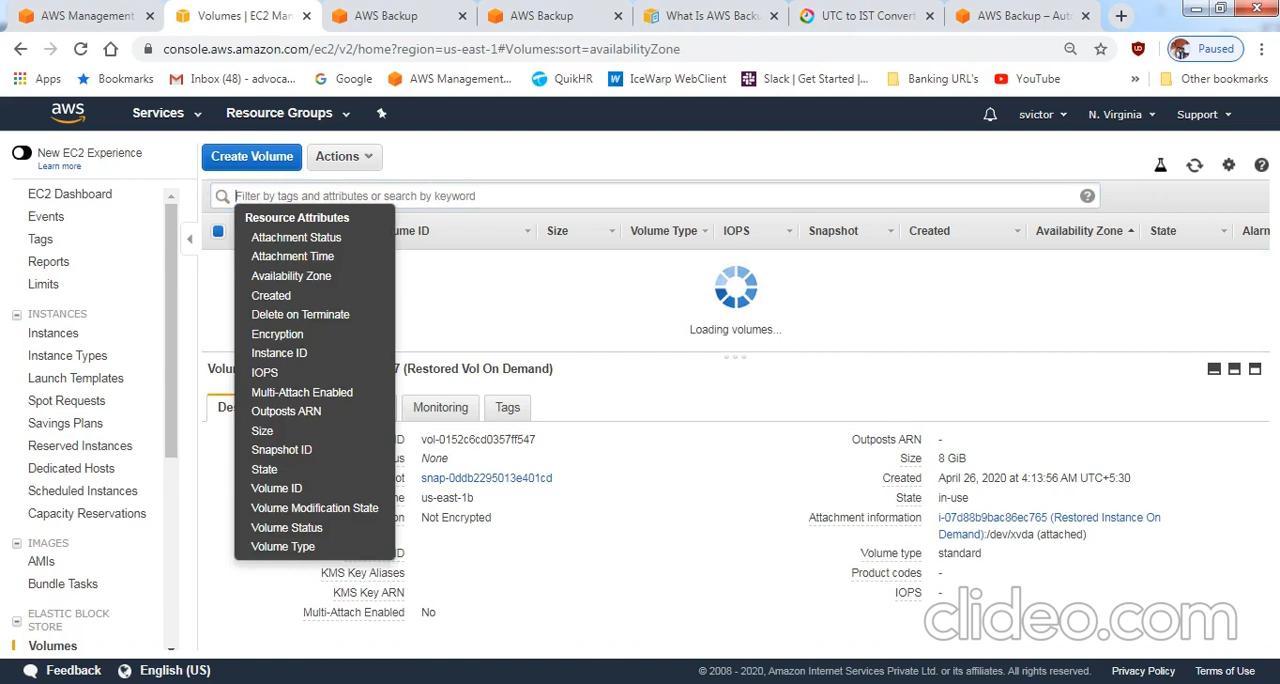 AWS Management
Volumes | EC2 Man
AWS Backup
AWS Backup
What Is AWS Back
UTC to IST Convert
AWS Backup – Aut
console.aws.amazon.com/ec2/v2/home?region=us-east-1#Volumes:sort=availabilityZone
Paused
Apps
Bookmarks
Inbox (48) - advoca...
Google
AWS Management...
QuikHR
IceWarp WebClient
Slack | Get Started |...
Banking URL's
YouTube
»
Other bookmarks
aws
Services
Resource Groups
svictor
N. Virginia
Support
New EC2 Experience
Learn more
EC2 Dashboard
Events
Tags
Reports
Limits
INSTANCES
Instances
Instance Types
Launch Templates
Spot Requests
Savings Plans
Reserved Instances
Dedicated Hosts
Scheduled Instances
Capacity Reservations
IMAGES
AMIs
Bundle Tasks
ELASTIC BLOCK
STORE
Volumes
Create Volume
Actions
Filter by tags and attributes or search by keyword
Resource Attributes
Attachment Status
Attachment Time
Availability Zone
Created
Delete on Terminate
Encryption
Instance ID
IOPS
Multi-Attach Enabled
Outposts ARN
Size
Snapshot ID
State
Volume ID
Volume Modification State
Volume Status
Volume Type
ume ID
Size
Volume Type
IOPS
Snapshot
Created
Availability Zone
State
Alarm
Loading volumes...
Volu
7 (Restored Vol On Demand)
De
Monitoring
Tags
D vol-0152c6cd0357ff547
us None
ot snap-0ddb2295013e401cd
ne us-east-1b
on Not Encrypted
D
KMS Key Aliases
KMS Key ARN
Multi-Attach Enabled No
Outposts ARN -
Size 8 GiB
Created April 26, 2020 at 4:13:56 AM UTC+5:30
State in-use
Attachment information i-07d88b9bac86ec765 (Restored Instance On
Demand):/dev/xvda (attached)
Volume type standard
Product codes -
IOPS -
clideo.com
Feedback
English (US)
© 2008 - 2020, Amazon Internet Services Private Ltd. or its affiliates. All rights reserved.
Privacy Policy
Terms of Use